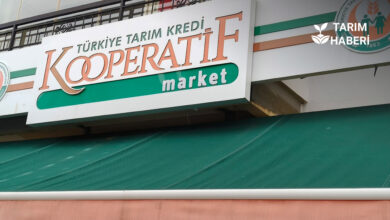 TÜRKİYE TARIM KREDİ
KOOPERATİF
market
TARIM
HABERİ